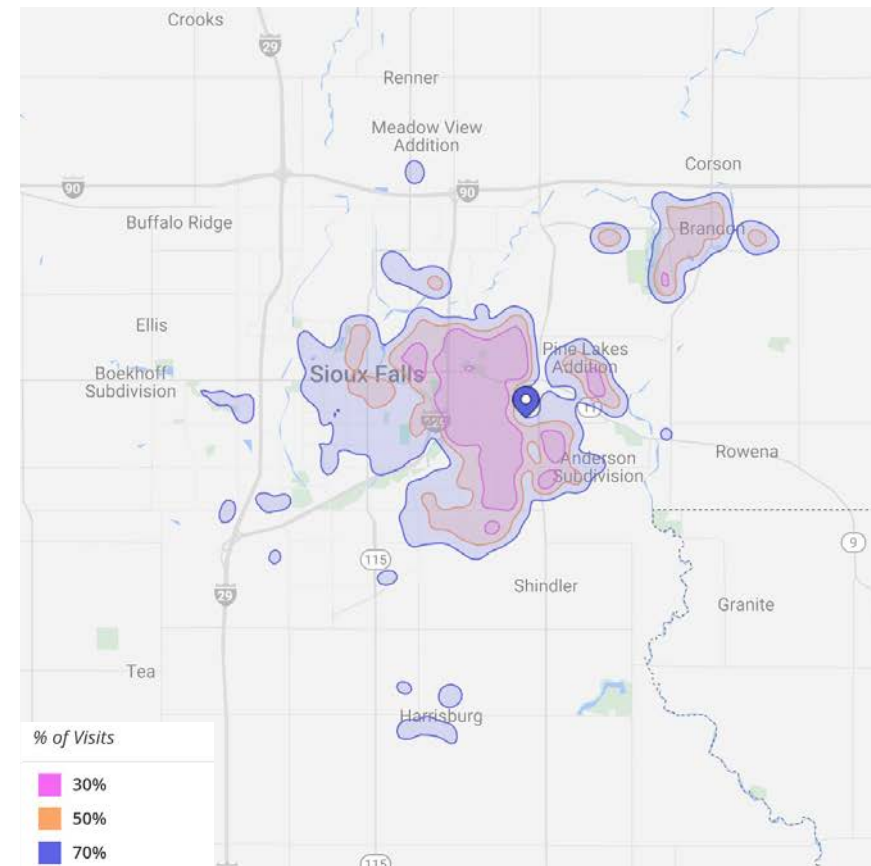 Crooks
29
Renner
Meadow View
Addition
Corson
90
90
Buffalo Ridge
Brandon
Ellis
Pine Lakes
Addition
Boekhoff
Subdivision
Sioux Falls
11
229
Rowena
Anderson
Subdivision
9
115
Shindler
29
Granite
Tea
Harrisburg
% of Visits
30%
50%
70%
115